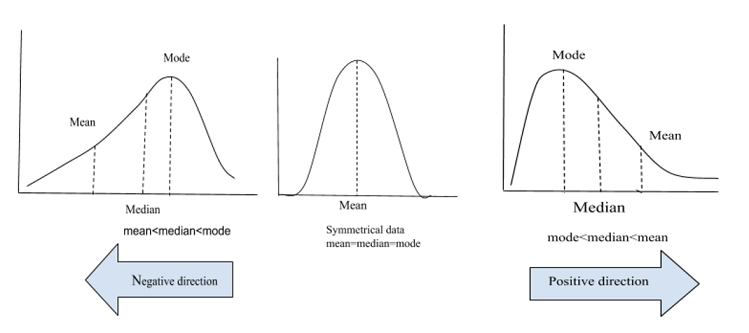 Mode
Mean
Median
mean<median<mode
Negative direction
Mean
Symmetrical data
mean=median=mode
Mode
Mean
Median
mode<median<mean
Positive direction